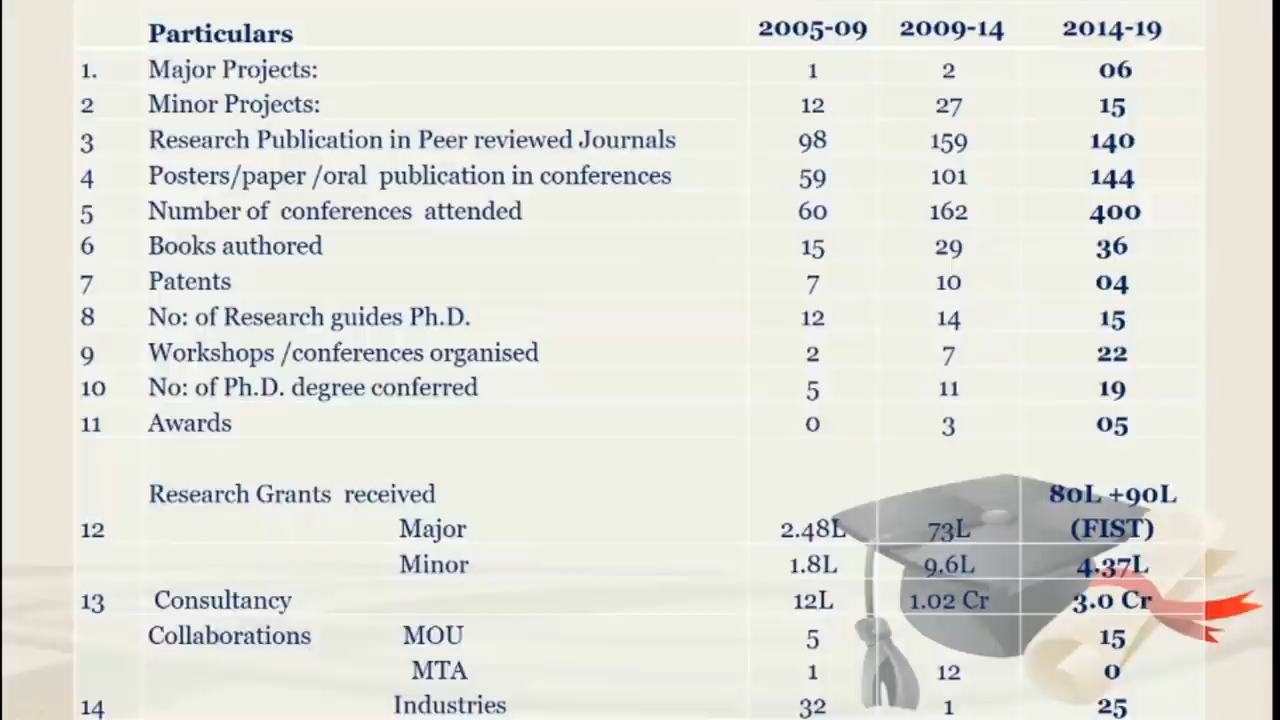 Particulars 2005-09 2009-14 2014-19
1. Major Projects: 1 2 06
2 Minor Projects: 12 27 15
3 Research Publication in Peer reviewed Journals 98 159 140
4 Posters/paper /oral publication in conferences 59 101 144
5 Number of conferences attended 60 162 400
6 Books authored 15 29 36
7 Patents 7 10 04
8 No: of Research guides Ph.D. 12 14 15
9 Workshops /conferences organised 2 7 22
10 No: of Ph.D. degree conferred 5 11 19
11 Awards 0 3 05
Research Grants received 80L +90L
12 Major 2.48L 73L (FIST)
Minor 1.8L 9.6L 4.37L
13 Consultancy 12L 1.02 Cr 3.0 Cr
Collaborations MOU 5 15
MTA 1 12 0
14 Industries 32 1 25